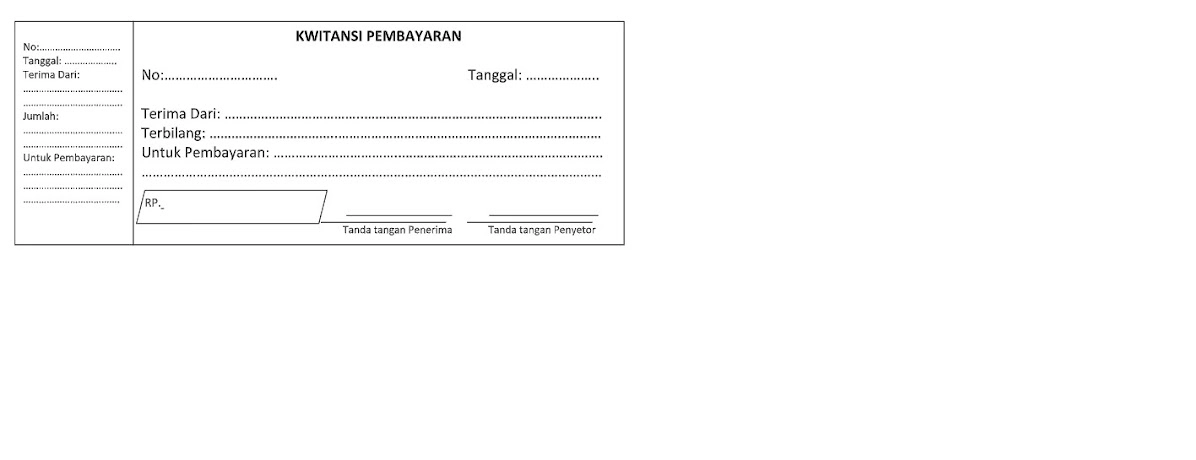 No:..............................
Tanggal: ....................
Terima Dari:
......................................
......................................
Jumlah:
......................................
......................................
Untuk Pembayaran:
......................................
......................................
.....................................
KWITANSI PEMBAYARAN
No:............................... Tanggal: ....................
Terima Dari: ........................................................................................................
Terbilang: ............................................................................................................
Untuk Pembayaran: ...........................................................................................
...............................................................................................................................
RP._
Tanda tangan Penerima Tanda tangan Penyetor